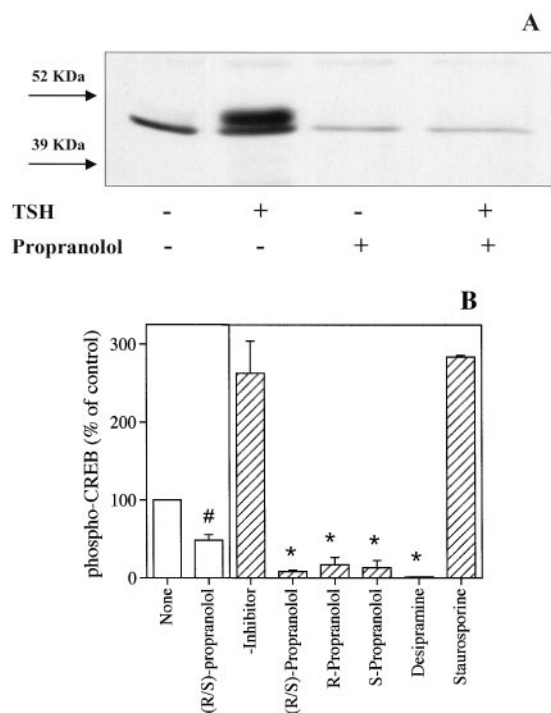 A
52 KDa
39 KDa
TSH - + - +
Propranolol - - + +
B
phospho-CREB (% of control)
300
200
100
0
#
* * * *
None
(R/S)-propranolol
-Inhibitor
(R/S)-Propranolol
R-Propranolol
S-Propranolol
Desipramine
Staurosporine